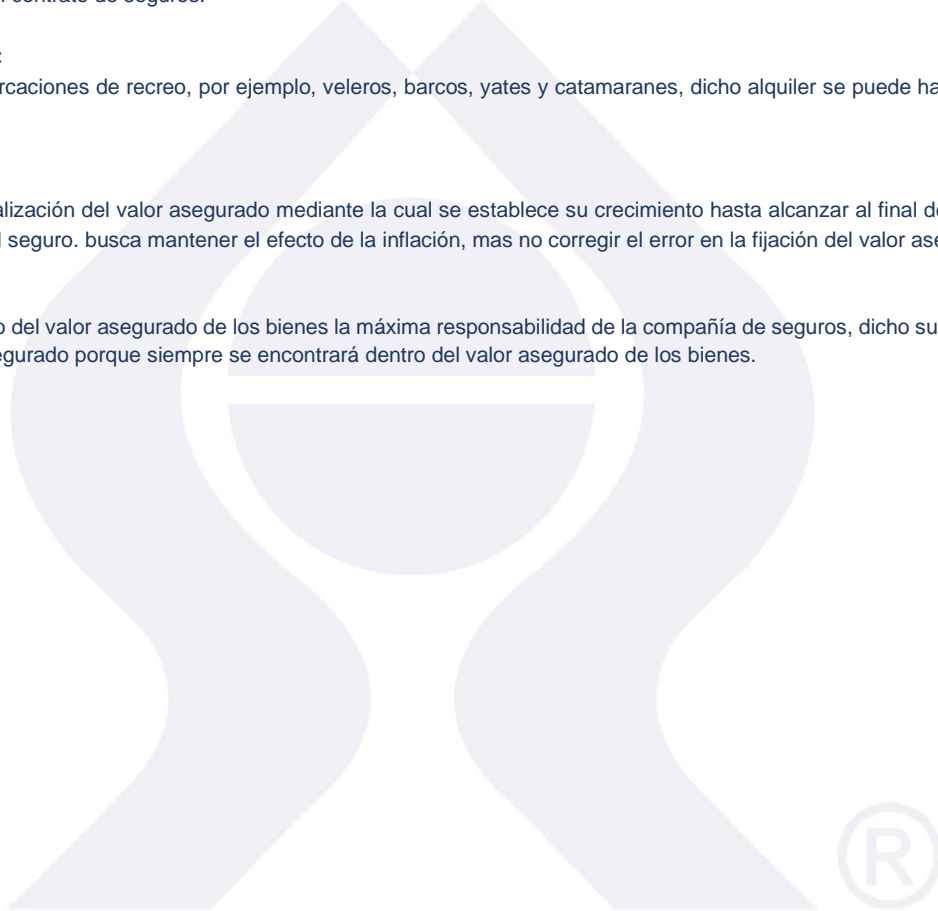 contrato de seguros.
:
rcaciones de recreo, por ejemplo, veleros, barcos, yates y catamaranes, dicho alquiler se puede ha
alización del valor asegurado mediante la cual se establece su crecimiento hasta alcanzar al final de
l seguro. busca mantener el efecto de la inflación, mas no corregir el error en la fijación del valor ase
o del valor asegurado de los bienes la máxima responsabilidad de la compañía de seguros, dicho su
egurado porque siempre se encontrará dentro del valor asegurado de los bienes.
®